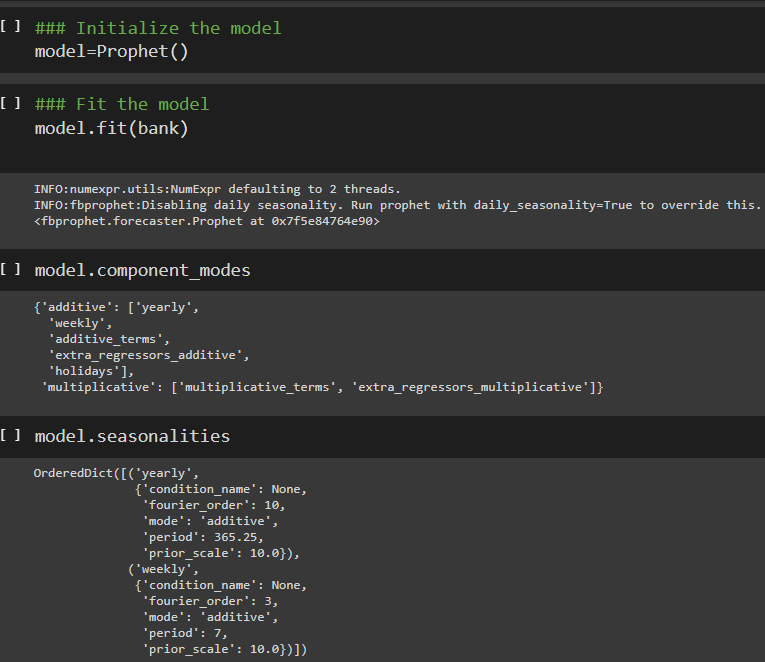 [ ] ### Initialize the model
model=Prophet()
[ ] ### Fit the model
model.fit(bank)
INFO:numexpr.utils:NumExpr defaulting to 2 threads.
INFO:fbprophet:Disabling daily seasonality. Run prophet with daily_seasonality=True to override this.
<fbprophet.forecaster.Prophet at 0x7f5e84764e90>
[ ] model.component_modes
{'additive': ['yearly',
'weekly',
'additive_terms',
'extra_regressors_additive',
'holidays'],
'multiplicative': ['multiplicative_terms', 'extra_regressors_multiplicative']}
[ ] model.seasonalities
OrderedDict([('yearly',
{'condition_name': None,
'fourier_order': 10,
'mode': 'additive',
'period': 365.25,
'prior_scale': 10.0}),
('weekly',
{'condition_name': None,
'fourier_order': 3,
'mode': 'additive',
'period': 7,
'prior_scale': 10.0})])